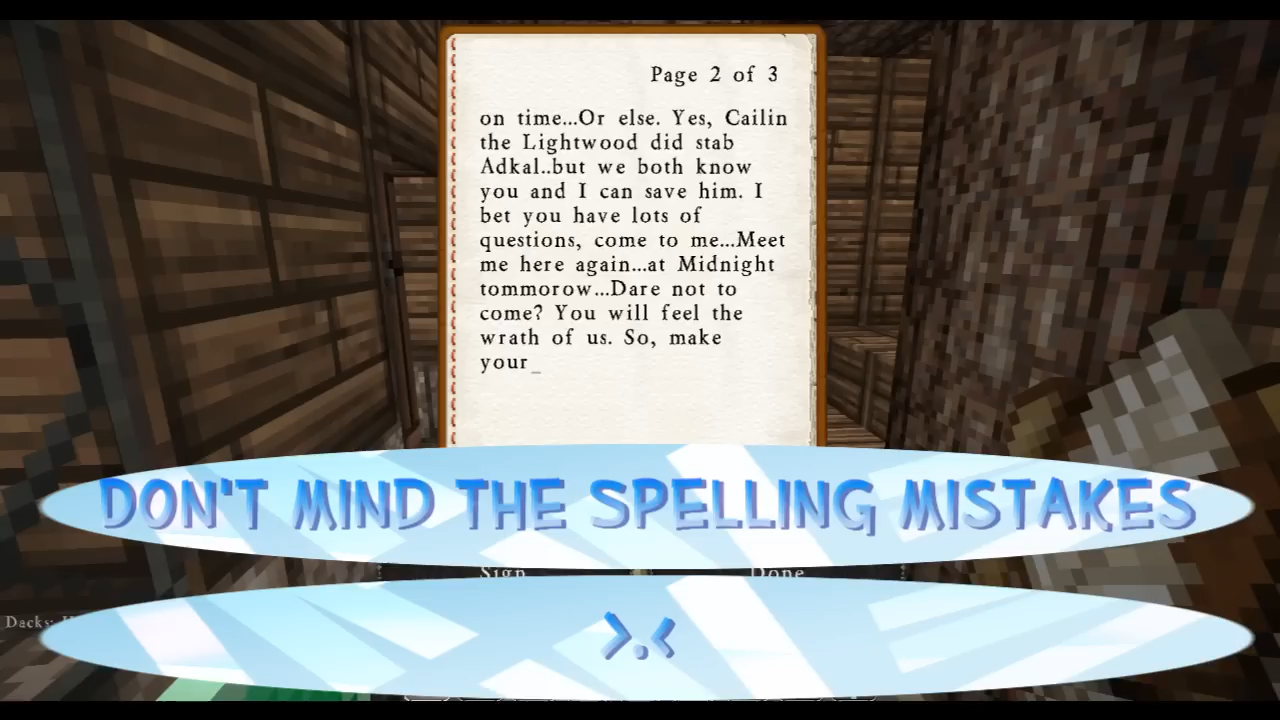 Page 2 of 3
on time...Or else. Yes, Cailin
the Lightwood did stab
Adkal..but we both know
you and I can save him. I
bet you have lots of
questions, come to me...Meet
me here again...at Midnight
tommorow...Dare not to
come? You will feel the
wrath of us. So, make
your_
DON'T MIND THE SPELLING MISTAKES
Sign Done
Dacks:
>.<